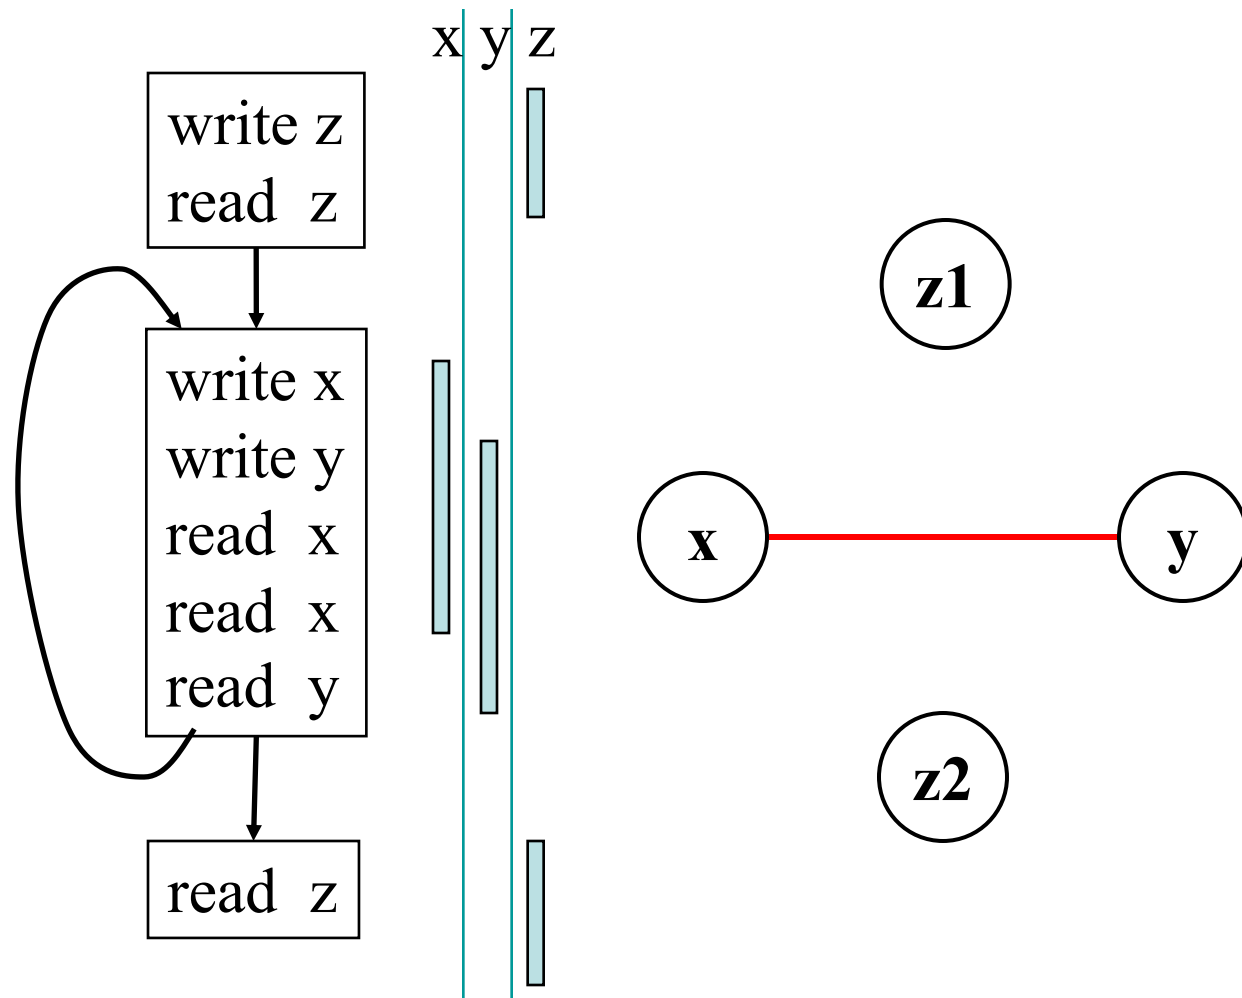 x y z
write z
read z
write x
write y
read x
read x
read y
read z
z1
x
y
z2